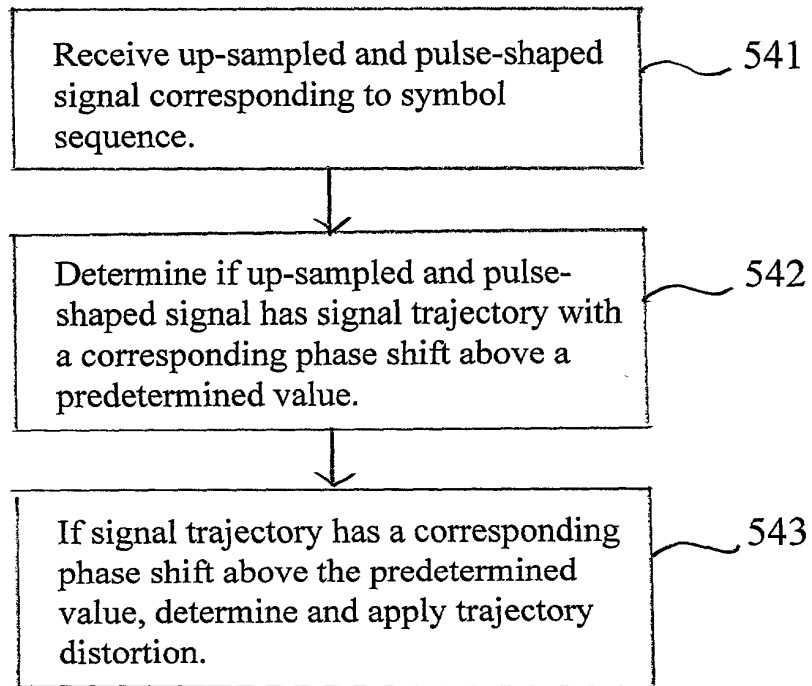 Receive up-sampled and pulse-shaped
signal corresponding to symbol
sequence.
541
Determine if up-sampled and pulse-
shaped signal has signal trajectory with
a corresponding phase shift above a
predetermined value.
542
If signal trajectory has a corresponding
phase shift above the predetermined
value, determine and apply trajectory
distortion.
543